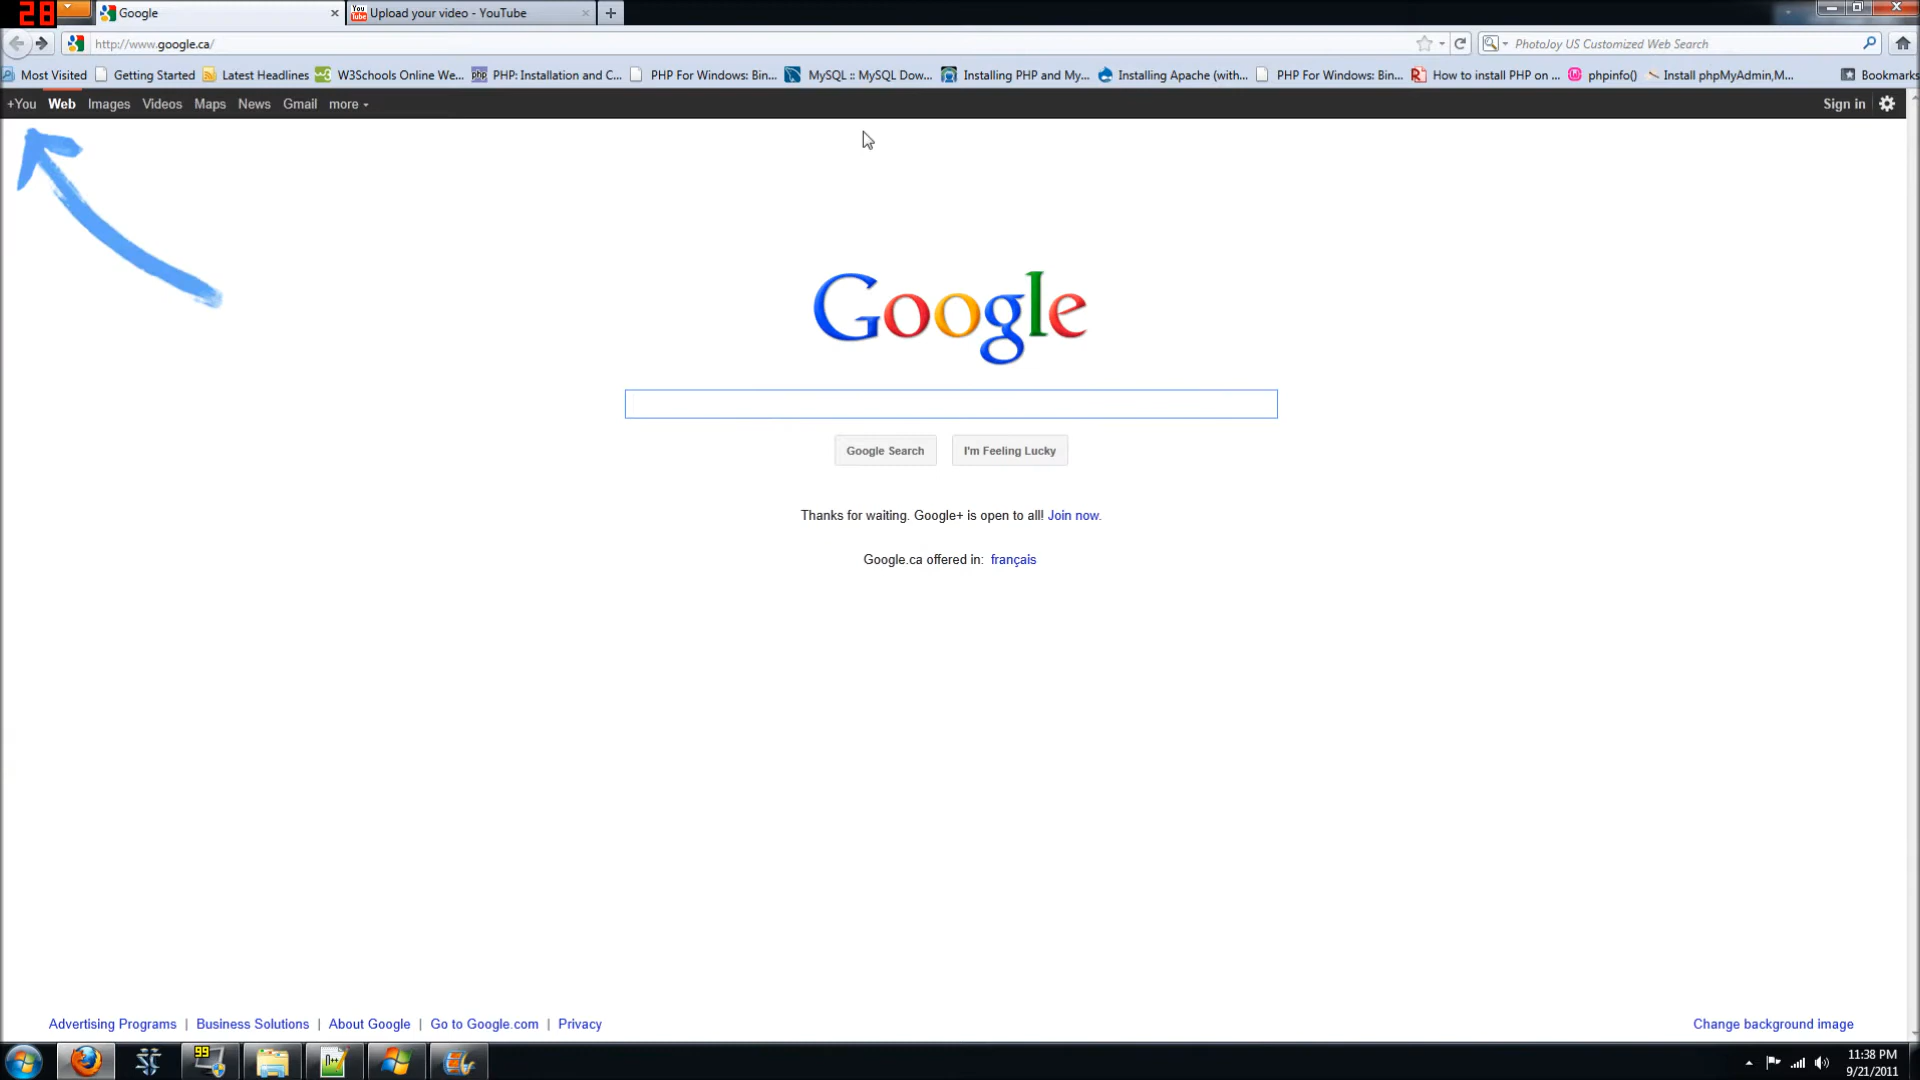 28
Google
Upload your video - YouTube
http://www.google.ca/
PhotoJoy US Customized Web Search
Most Visited Getting Started Latest Headlines W3Schools Online We... PHP: Installation and C... PHP For Windows: Bin... MySQL :: MySQL Dow... Installing PHP and My... Installing Apache (with... PHP For Windows: Bin... How to install PHP on ... phpinfo() Install phpMyAdmin,M... Bookmarks
+You Web Images Videos Maps News Gmail more Sign in
Google
Google Search I'm Feeling Lucky
Thanks for waiting. Google+ is open to all! Join now.
Google.ca offered in: français
Advertising Programs | Business Solutions | About Google | Go to Google.com | Privacy Change background image
99
11:38 PM
9/21/2011